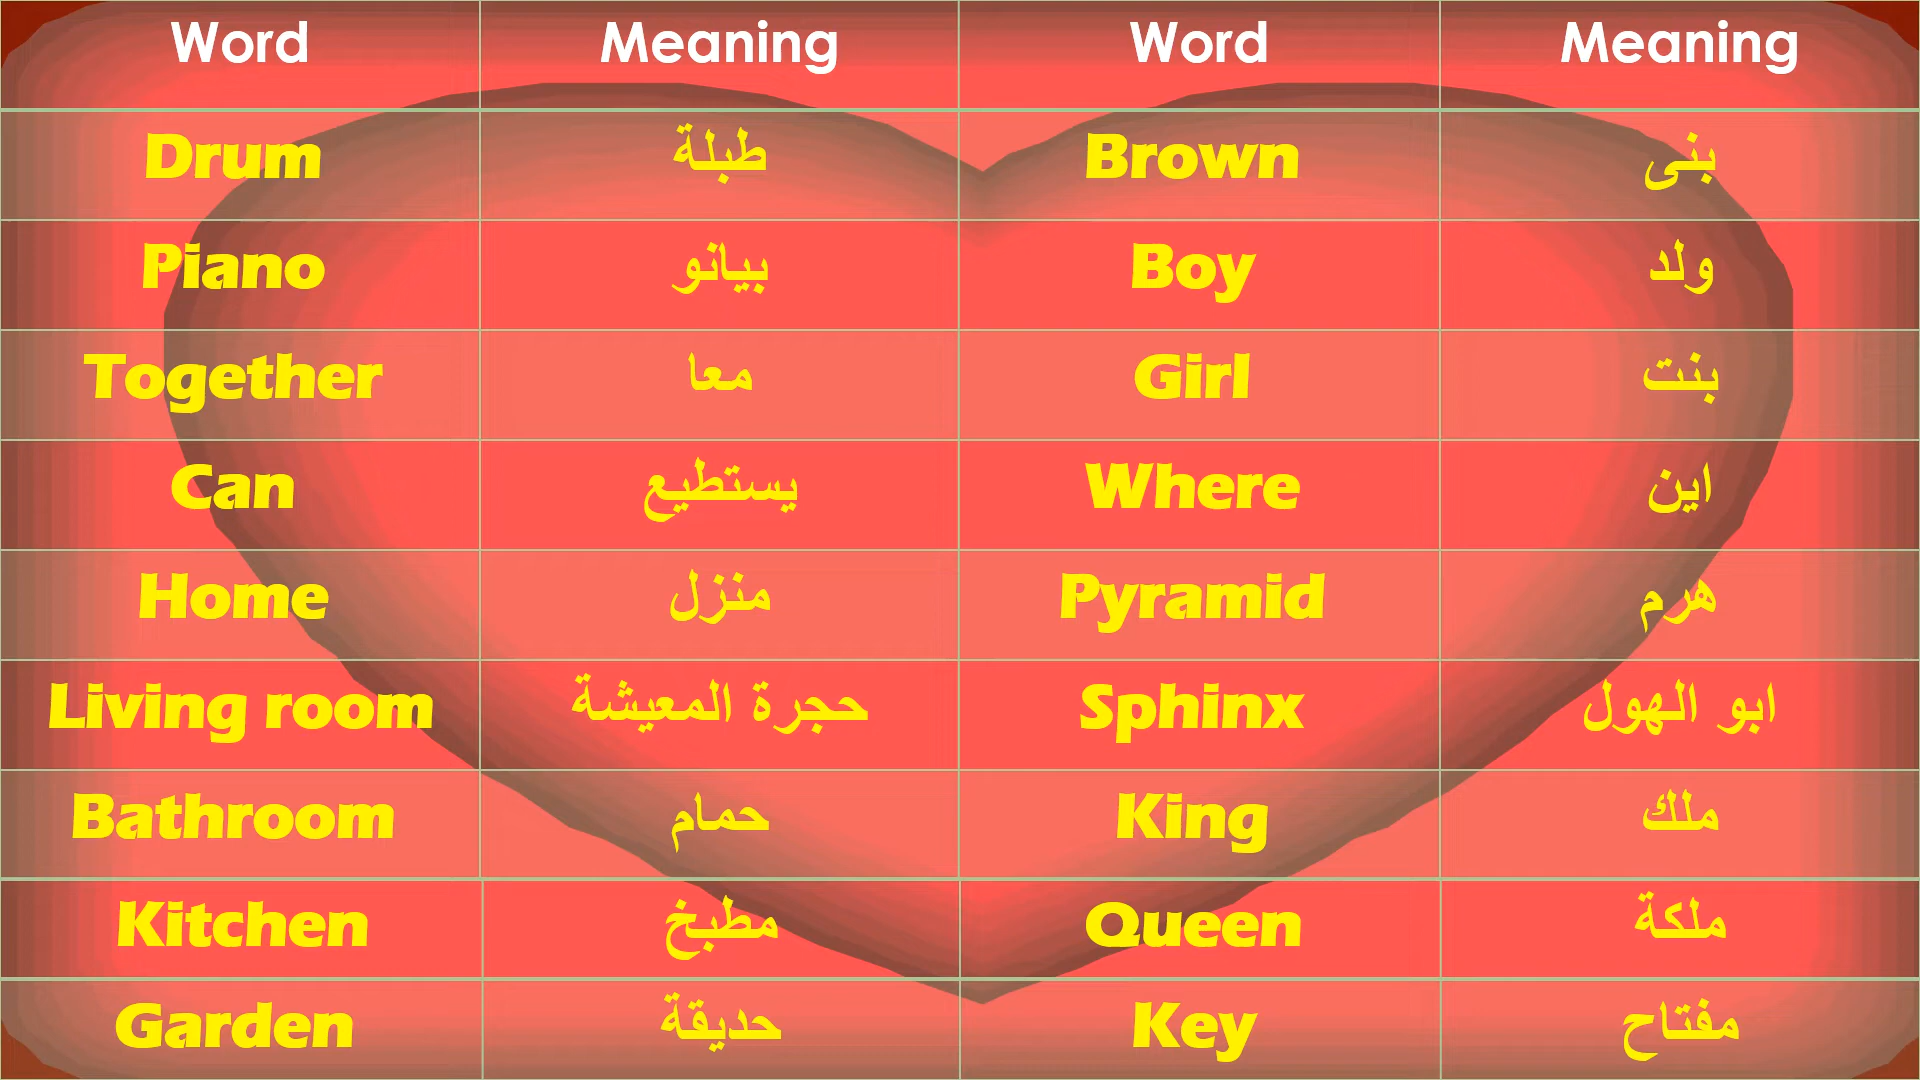 Word Meaning Word Meaning
Drum طبلة Brown بنى
Piano بيانو Boy ولد
Together معا Girl بنت
Can يستطيع Where اين
Home منزل Pyramid هرم
Living room حجرة المعيشة Sphinx ابو الهول
Bathroom حمام King ملك
Kitchen مطبخ Queen ملكة
Garden حديقة Key مفتاح